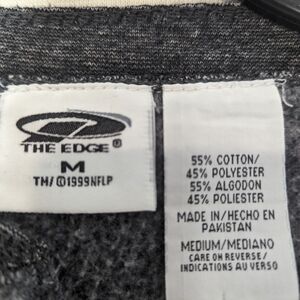 THE EDGE®
M
TM/©1999NFLP
55% COTTON/
45% POLYESTER
55% ALGODON
45% POLIESTER
MADE IN/HECHO EN
PAKISTAN
MEDIUM/MEDIANO
CARE ON REVERSE/
INDICATIONS AU VERSO